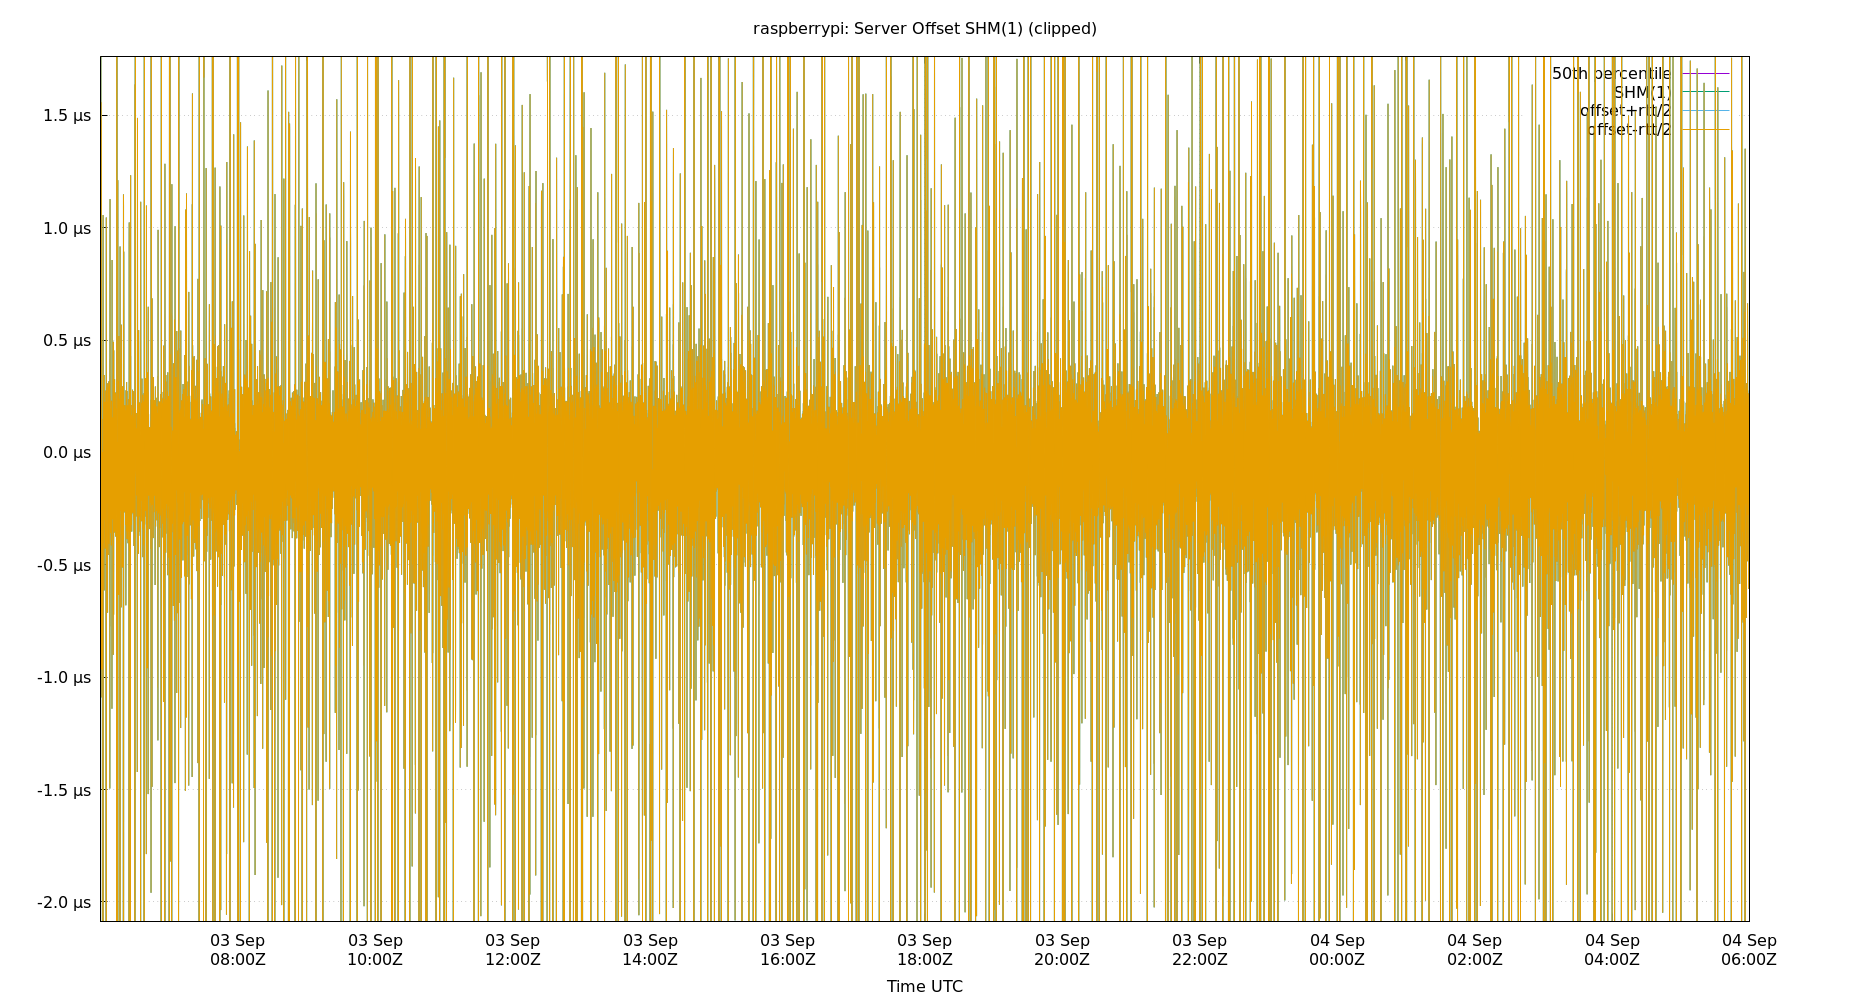 raspberrypi: Server Offset SHM(1) (clipped)
50th percentile
SHM(1)
offset+rtt/2
offset-rtt/2
1.5 µs
1.0 µs
0.5 µs
0.0 µs
-0.5 µs
-1.0 µs
-1.5 µs
-2.0 µs
03 Sep 03 Sep 03 Sep 03 Sep 03 Sep 03 Sep 03 Sep 03 Sep 04 Sep 04 Sep 04 Sep 04 Sep
08:00Z 10:00Z 12:00Z 14:00Z 16:00Z 18:00Z 20:00Z 22:00Z 00:00Z 02:00Z 04:00Z 06:00Z
Time UTC